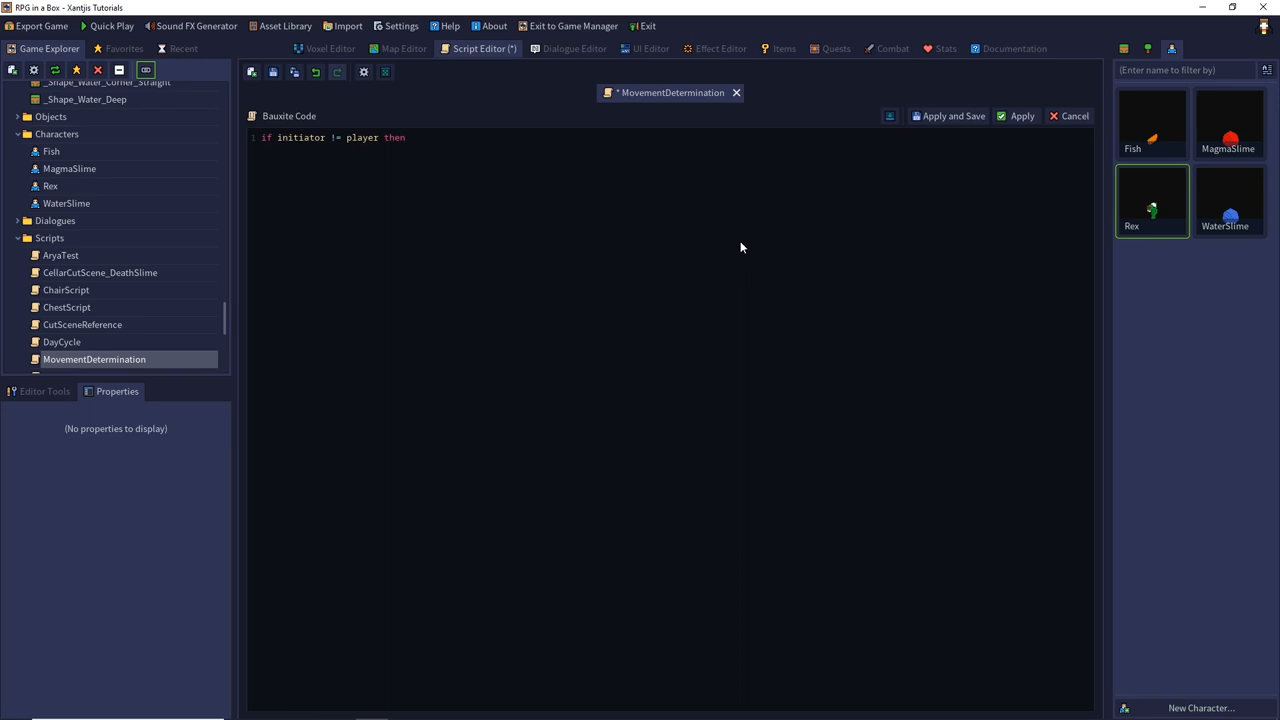 RPG in a Box - Xantjis Tutorials
Export Game Quick Play Sound FX Generator Asset Library Import Settings Help About Exit to Game Manager Exit
Game Explorer Favorites Recent Voxel Editor Map Editor Script Editor (*) Dialogue Editor UI Editor Effect Editor Items Quests Combat Stats Documentation
(Enter name to filter by)
_Shape_Water_Corner_Straight
_Shape_Water_Deep
Objects
Characters
Fish
MagmaSlime
Rex
WaterSlime
Dialogues
Scripts
AryaTest
CellarCutScene_DeathSlime
ChairScript
ChestScript
CutSceneReference
DayCycle
MovementDetermination
Editor Tools Properties
(No properties to display)
* MovementDetermination
Bauxite Code Apply and Save Apply Cancel
1 if initiator != player then
Fish MagmaSlime
Rex WaterSlime
New Character...